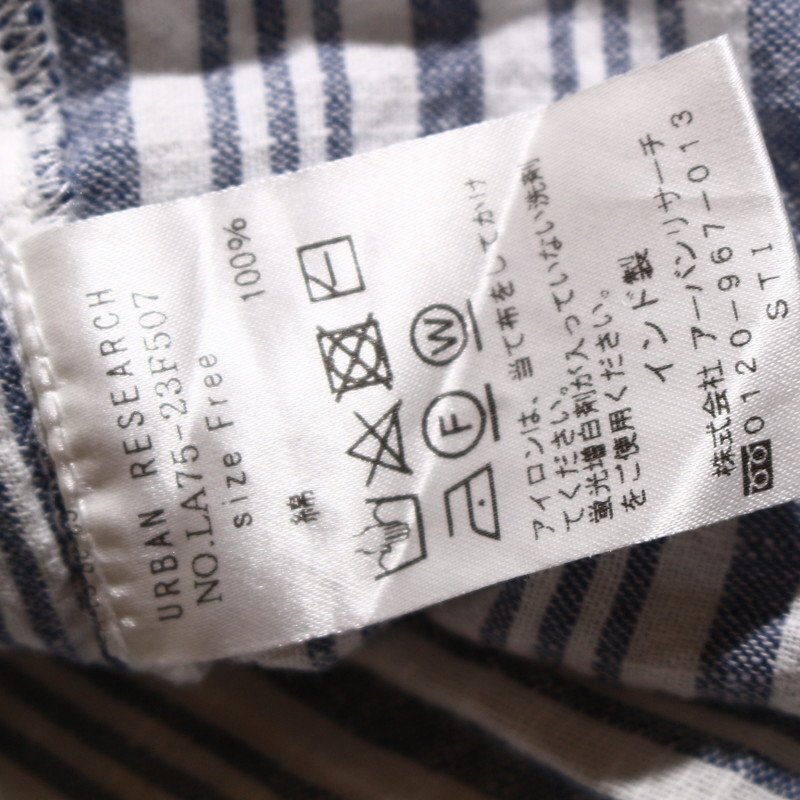 URBAN RESEARCH
NO.LA75-23F507
size Free
綿 100%
W
F
アイロンは、当て布をしてかけ
てください。
蛍光増白剤が入っていない洗剤
をご使用ください。
インド製
株式会社 アーバンリサーチ
0120-967-013
STI